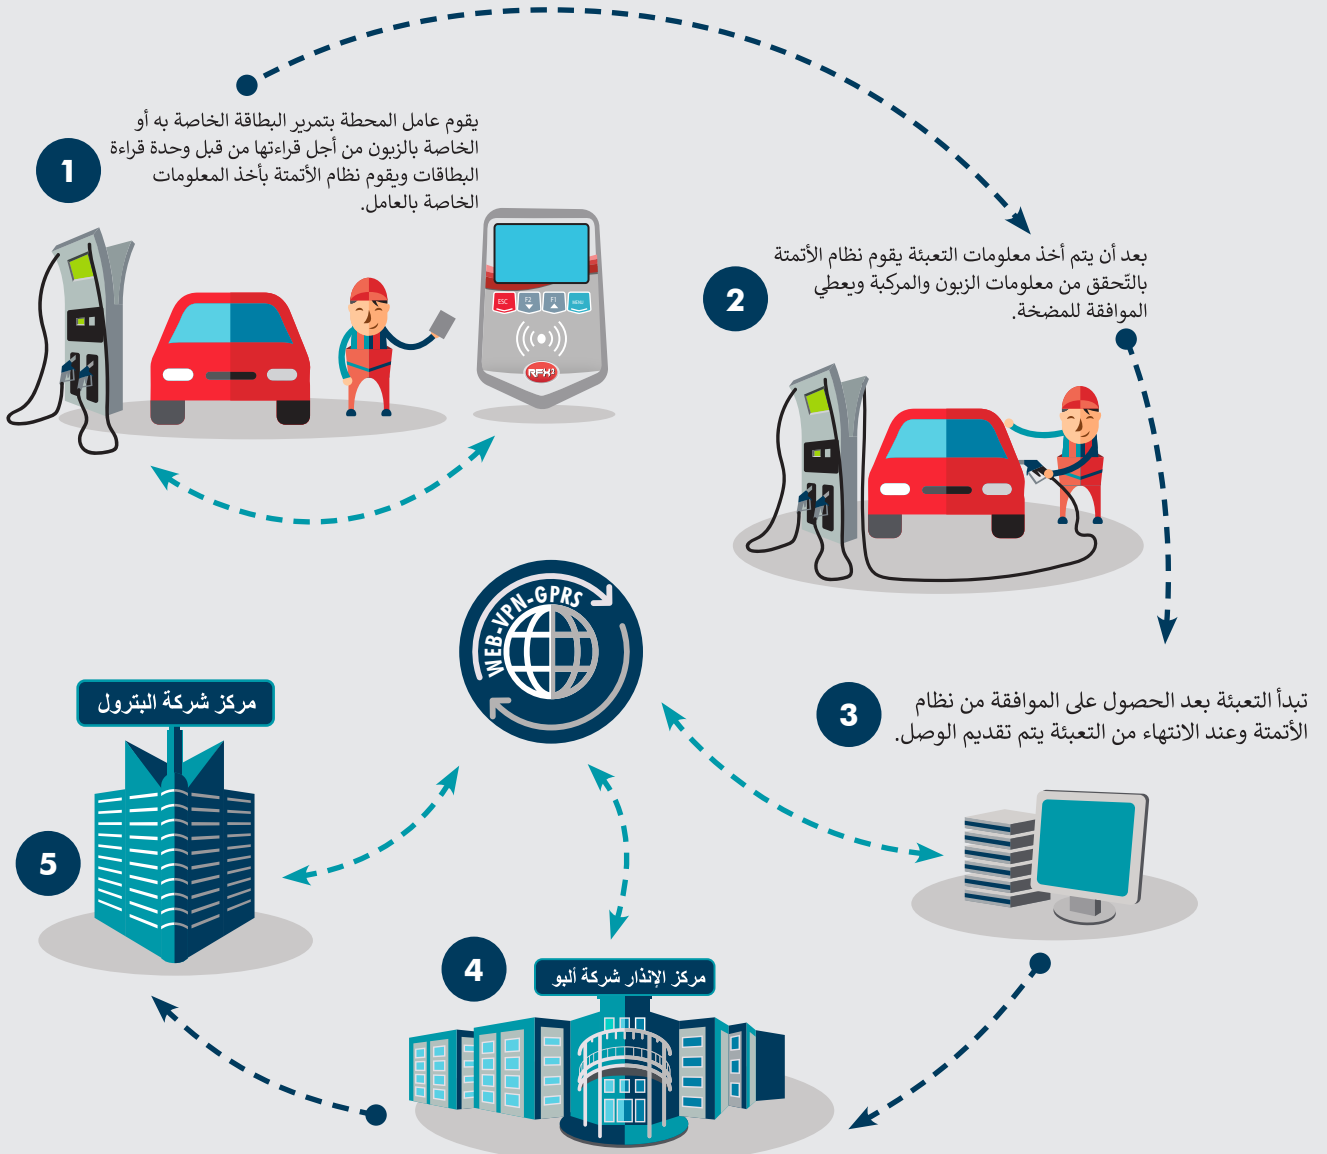 1
يقوم عامل المحطة بتمرير البطاقة الخاصة به أو
الخاصة بالزبون من أجل قراءتها من قبل وحدة قراءة
البطاقات ويقوم نظام الأتمتة بأخذ المعلومات
الخاصة بالعامل.
ESC F2 F1 MENU
RFX³
2
بعد أن يتم أخذ معلومات التعبئة يقوم نظام الأتمتة
بالتّحقق من معلومات الزبون والمركبة ويعطي
الموافقة للمضخة.
WEB-VPN-GPRS
3
تبدأ التعبئة بعد الحصول على الموافقة من نظام
الأتمتة وعند الانتهاء من التعبئة يتم تقديم الوصل.
4
مركز الإنذار شركة ألبو
5
مركز شركة البترول